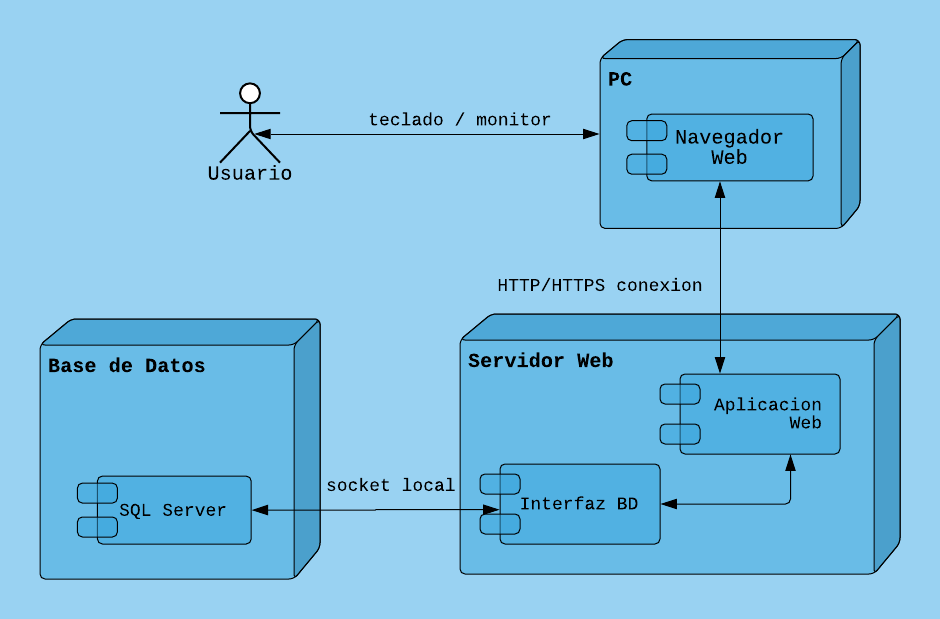 PC
teclado / monitor
Navegador
Web
Usuario
HTTP/HTTPS conexion
Base de Datos
Servidor Web
Aplicacion
Web
socket local
SQL Server
Interfaz BD